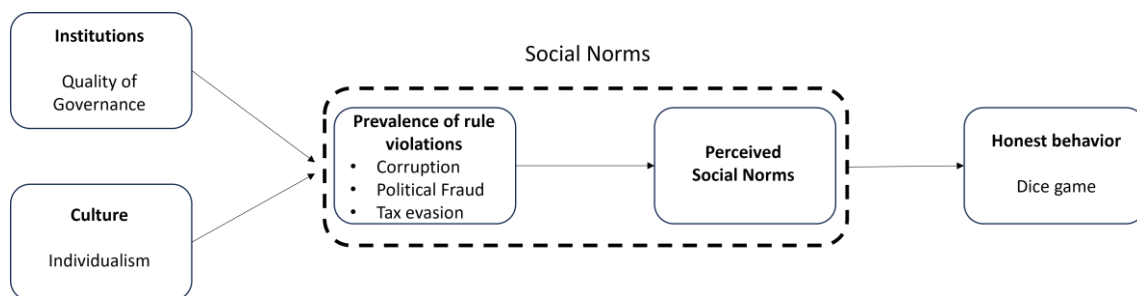 Institutions
Quality of
Governance
Culture
Individualism
Social Norms
Prevalence of rule
violations
• Corruption
• Political Fraud
• Tax evasion
Perceived
Social Norms
Honest behavior
Dice game